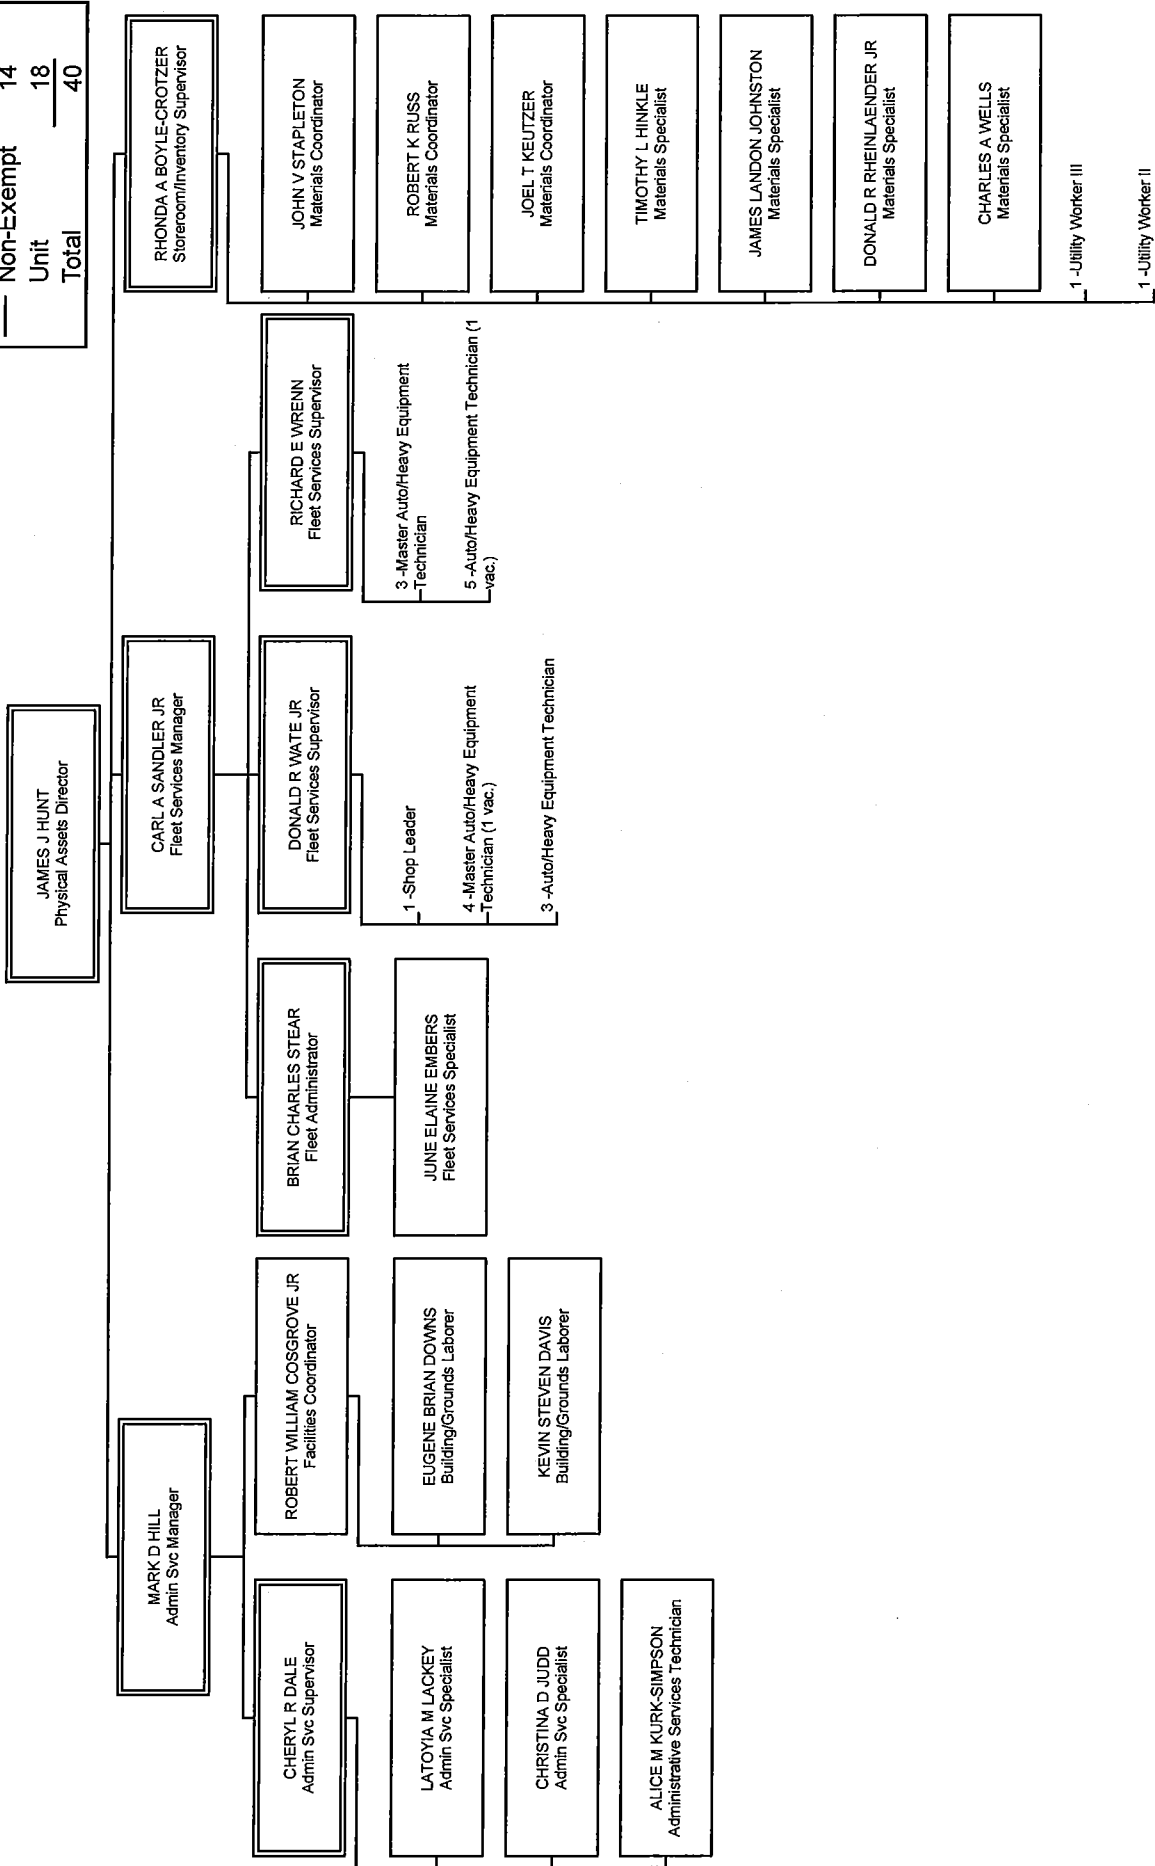 Non-Exempt 14
Unit 18
Total 40
JAMES J HUNT
Physical Assets Director
MARK D HILL
Admin Svc Manager
CARL A SANDLER JR
Fleet Services Manager
RHONDA A BOYLE-CROTZER
Storeroom/Inventory Supervisor
CHERYL R DALE
Admin Svc Supervisor
ROBERT WILLIAM COSGROVE JR
Facilities Coordinator
BRIAN CHARLES STEAR
Fleet Administrator
DONALD R WATE JR
Fleet Services Supervisor
RICHARD E WRENN
Fleet Services Supervisor
LATOYIA M LACKEY
Admin Svc Specialist
CHRISTINA D JUDD
Admin Svc Specialist
ALICE M KURK-SIMPSON
Administrative Services Technician
EUGENE BRIAN DOWNS
Building/Grounds Laborer
KEVIN STEVEN DAVIS
Building/Grounds Laborer
JUNE ELAINE EMBERS
Fleet Services Specialist
1 -Shop Leader
4 -Master Auto/Heavy Equipment
Technician (1 vac.)
3 -Auto/Heavy Equipment Technician
3 -Master Auto/Heavy Equipment
Technician
5 -Auto/Heavy Equipment Technician (1
vac.)
JOHN V STAPLETON
Materials Coordinator
ROBERT K RUSS
Materials Coordinator
JOEL T KEUTZER
Materials Coordinator
TIMOTHY L HINKLE
Materials Specialist
JAMES LANDON JOHNSTON
Materials Specialist
DONALD R RHEINLAENDER JR
Materials Specialist
CHARLES A WELLS
Materials Specialist
1 -Utility Worker III
1 -Utility Worker II